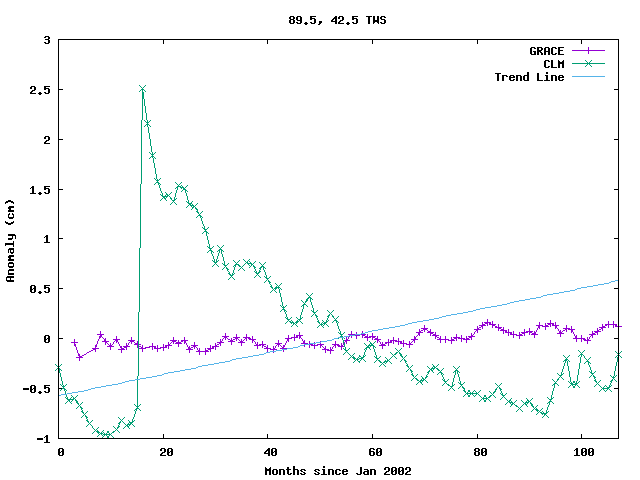 89.5, 42.5 TWS
GRACE
CLM
Trend Line
3
2.5
2
1.5
1
0.5
0
-0.5
-1
Anomaly (cm)
0 20 40 60 80 100
Months since Jan 2002